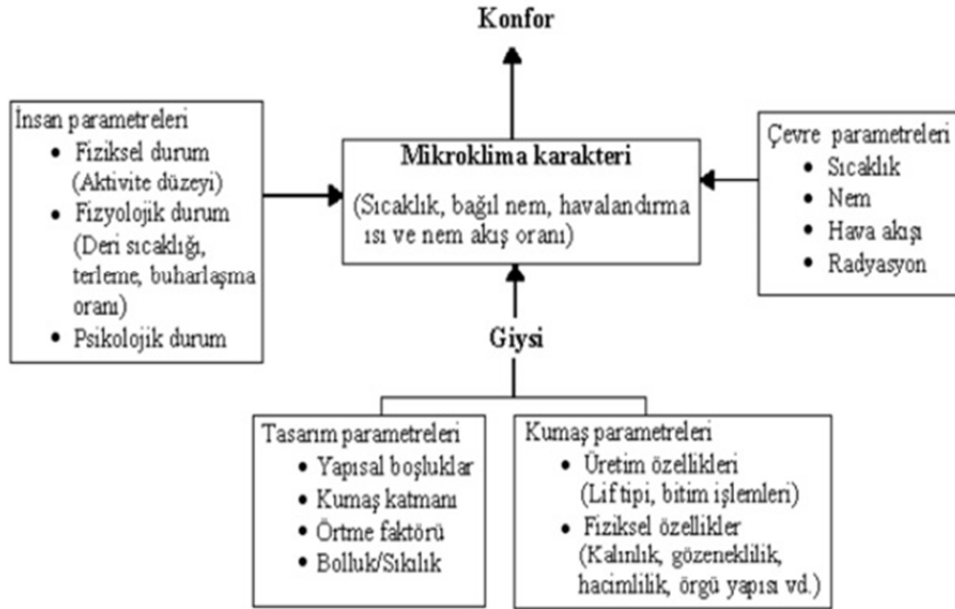 Konfor
İnsan parametreleri
• Fiziksel durum
(Aktivite düzeyi)
• Fizyolojik durum
(Deri sıcaklığı,
terleme, buharlaşma
oranı)
• Psikolojik durum
Mikroklima karakteri
(Sıcaklık, bağıl nem, havalandırma
ısı ve nem akış oranı)
Çevre parametreleri
• Sıcaklık
• Nem
• Hava akışı
• Radyasyon
Giysi
Tasarım parametreleri
• Yapısal boşluklar
• Kumaş katmanı
• Örtme faktörü
• Bolluk/Sıkılık
Kumaş parametreleri
• Üretim özellikleri
(Lif tipi, bitim işlemleri)
• Fiziksel özellikler
(Kalınlık, gözeneklilik,
hacimlilik, örgü yapısı vd.)